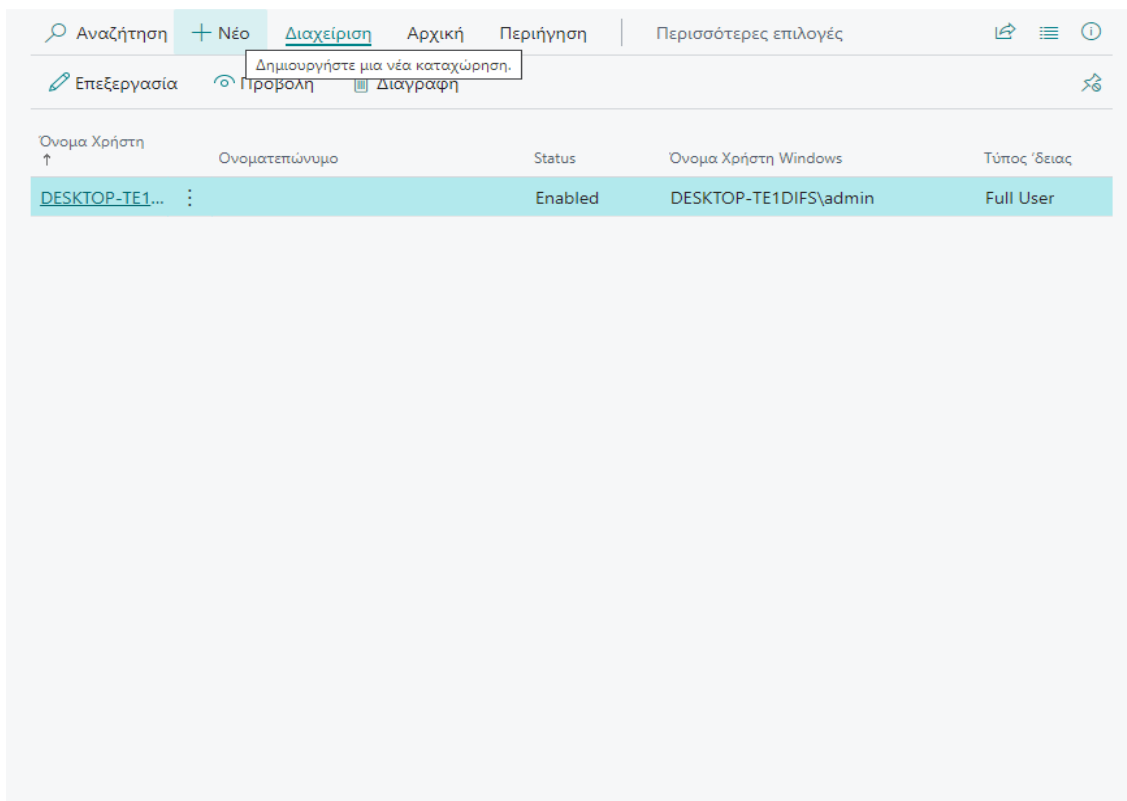 Αναζήτηση Νέο Διαχείριση Αρχική Περιήγηση Περισσότερες επιλογές
Δημιουργήστε μια νέα καταχώρηση.
Επεξεργασία Προβολή Διαγραφή
Όνομα Χρήστη
↑ Ονοματεπώνυμο Status Όνομα Χρήστη Windows Τύπος Άδειας
DESKTOP-TE1... Enabled DESKTOP-TE1DIFS\admin Full User